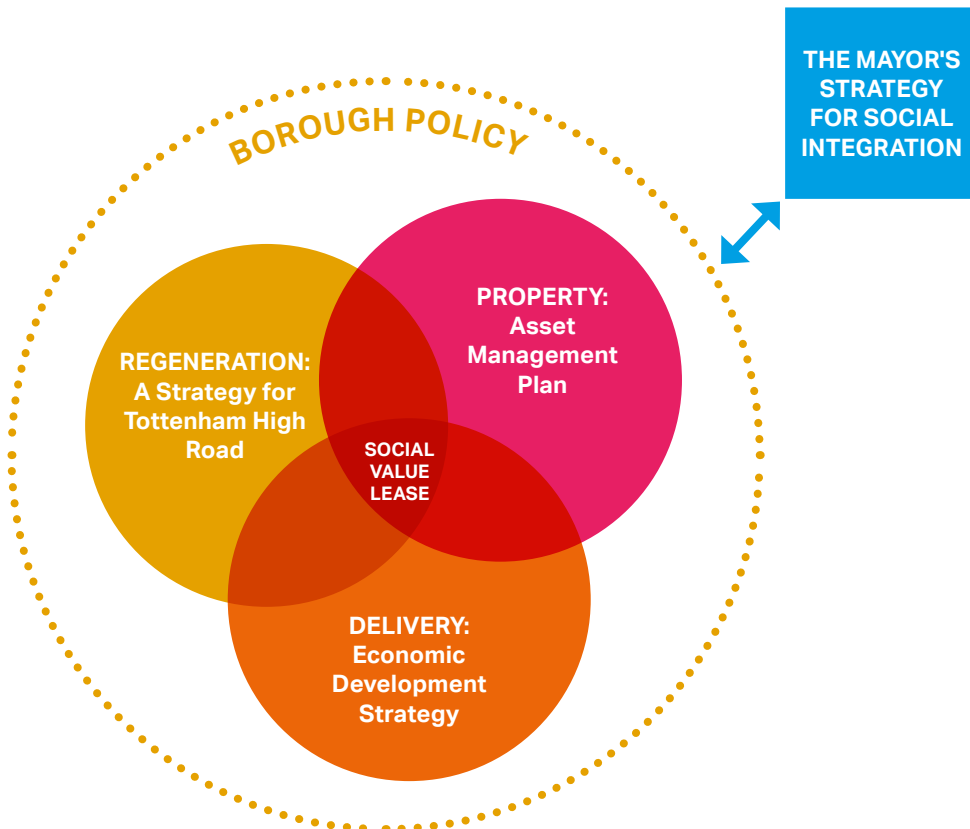 THE MAYOR'S
STRATEGY
FOR SOCIAL
INTEGRATION
BOROUGH POLICY
PROPERTY:
Asset
Management
Plan
REGENERATION:
A Strategy for
Tottenham High
Road
SOCIAL
VALUE
LEASE
DELIVERY:
Economic
Development
Strategy